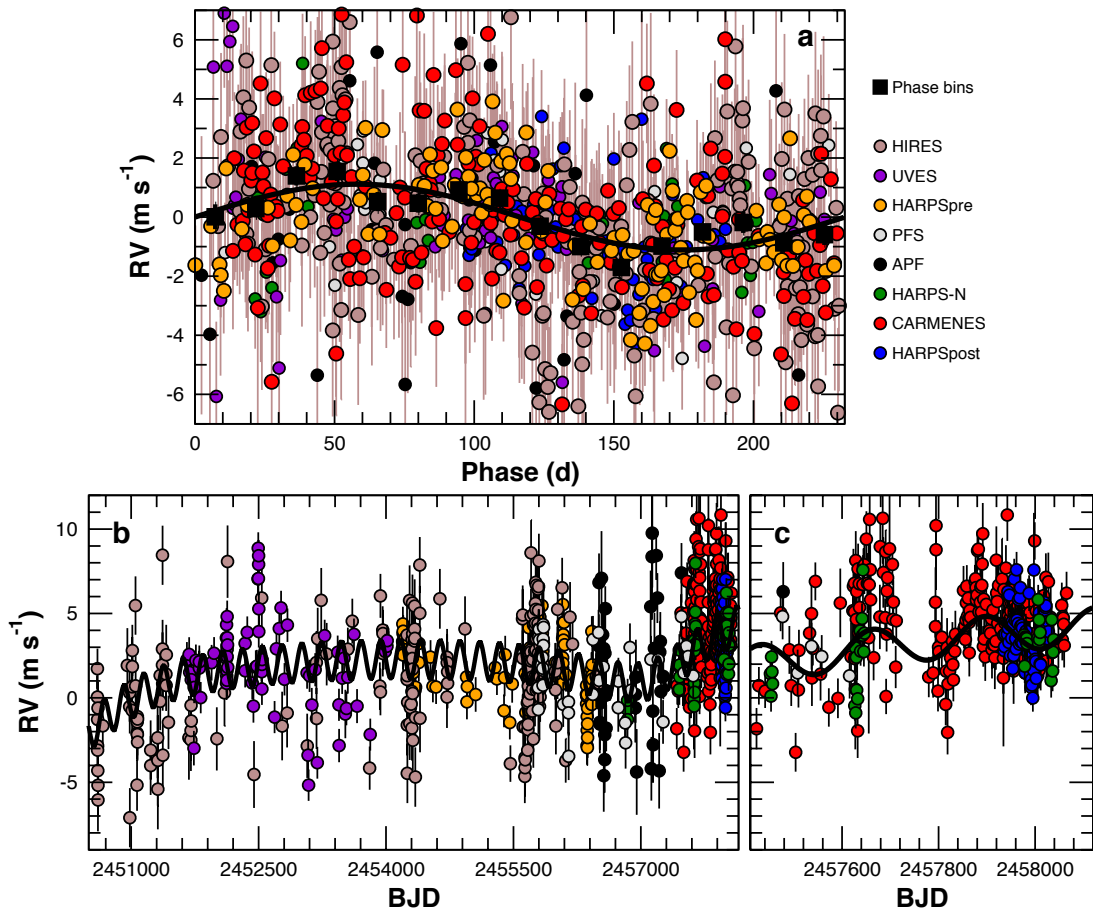 a
6
4
2
0
-2
-4
-6
RV (m s-1)
0
50
100
150
200
Phase (d)
Phase bins
HIRES
UVES
HARPSpre
PFS
APF
HARPS-N
CARMENES
HARPSpost
b
10
5
0
-5
RV (m s-1)
2451000
2452500
2454000
2455500
2457000
BJD
c
2457600
2457800
2458000
BJD